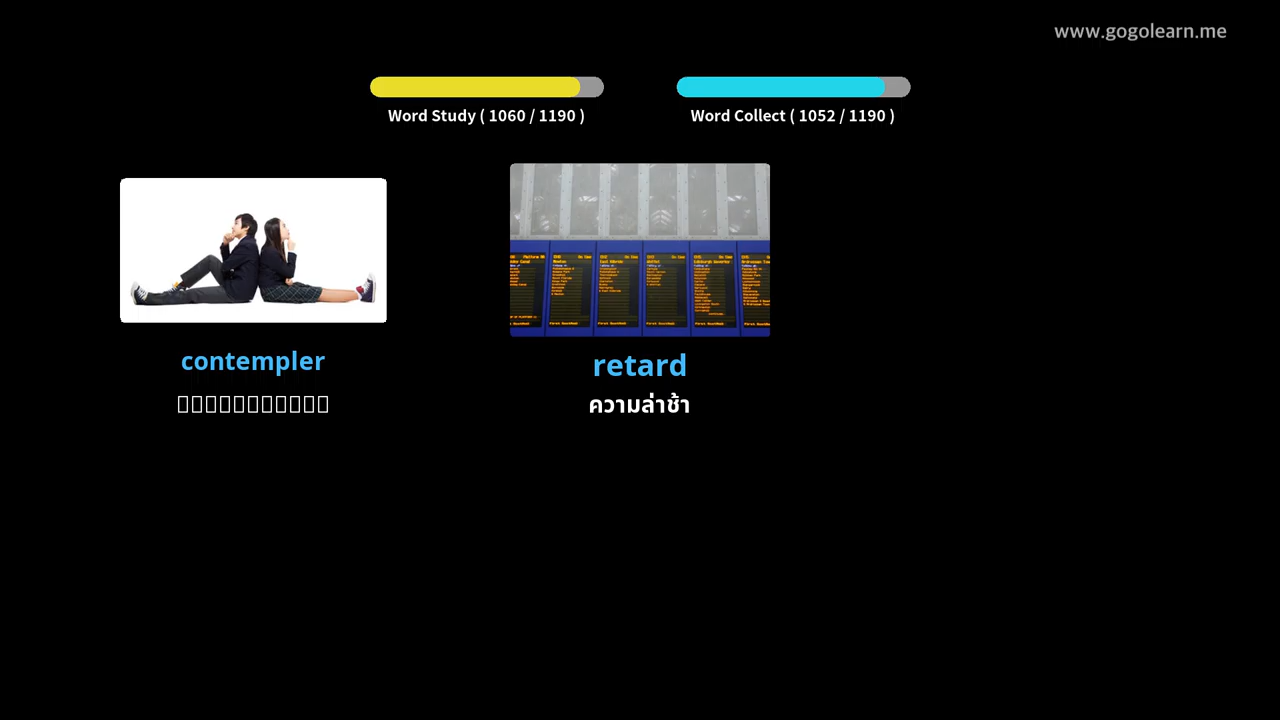 www.gogolearn.me
Word Study ( 1060 / 1190 )
Word Collect ( 1052 / 1190 )
contempler
retard
ความล่าช้า